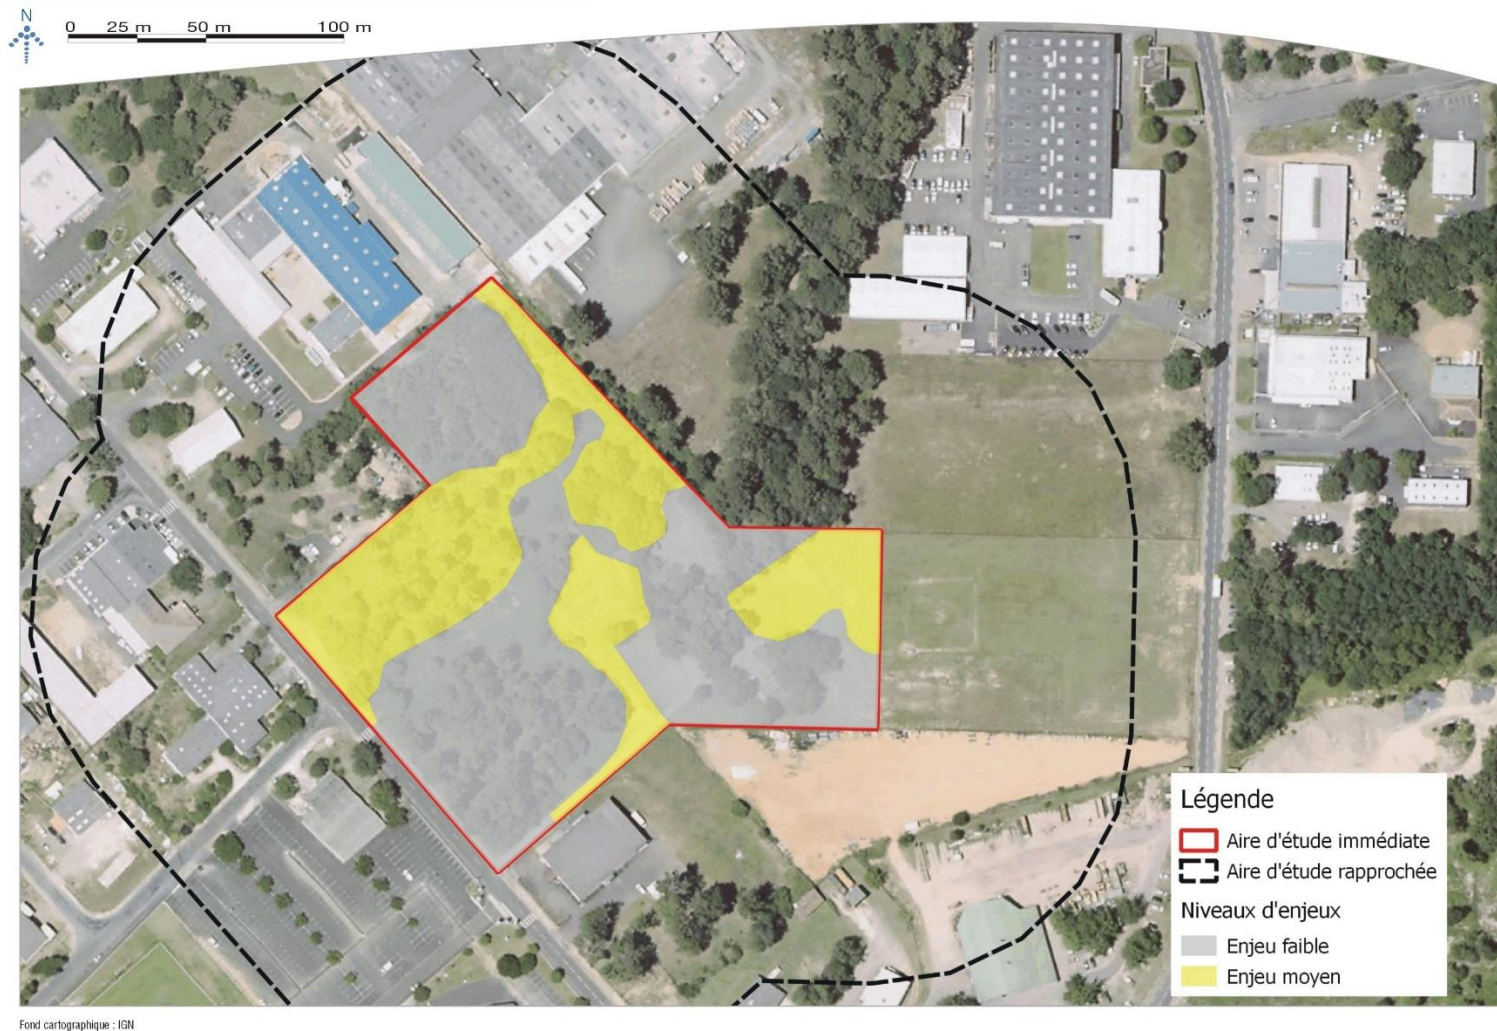 N
0 25 m 50 m 100 m
Légende
Aire d'étude immédiate
Aire d'étude rapprochée
Niveaux d'enjeux
Enjeu faible
Enjeu moyen
Fond cartographique : IGN